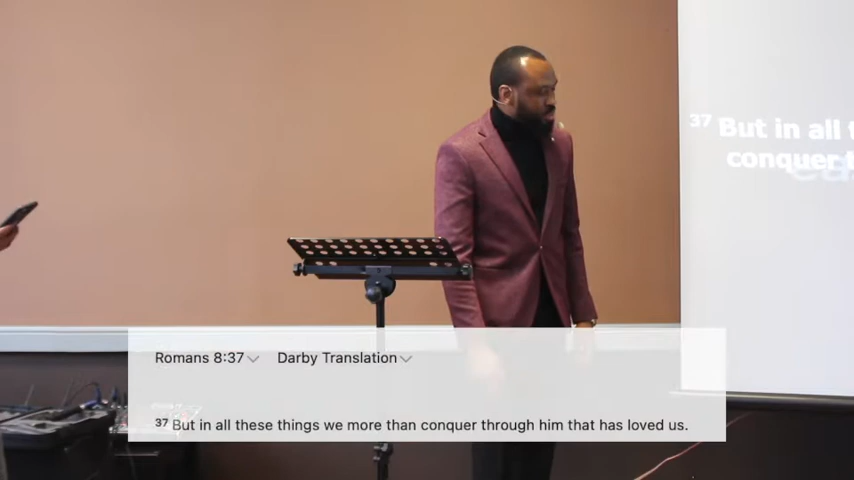 37 But in all t
conquer t
Romans 8:37 Darby Translation
37 But in all these things we more than conquer through him that has loved us.